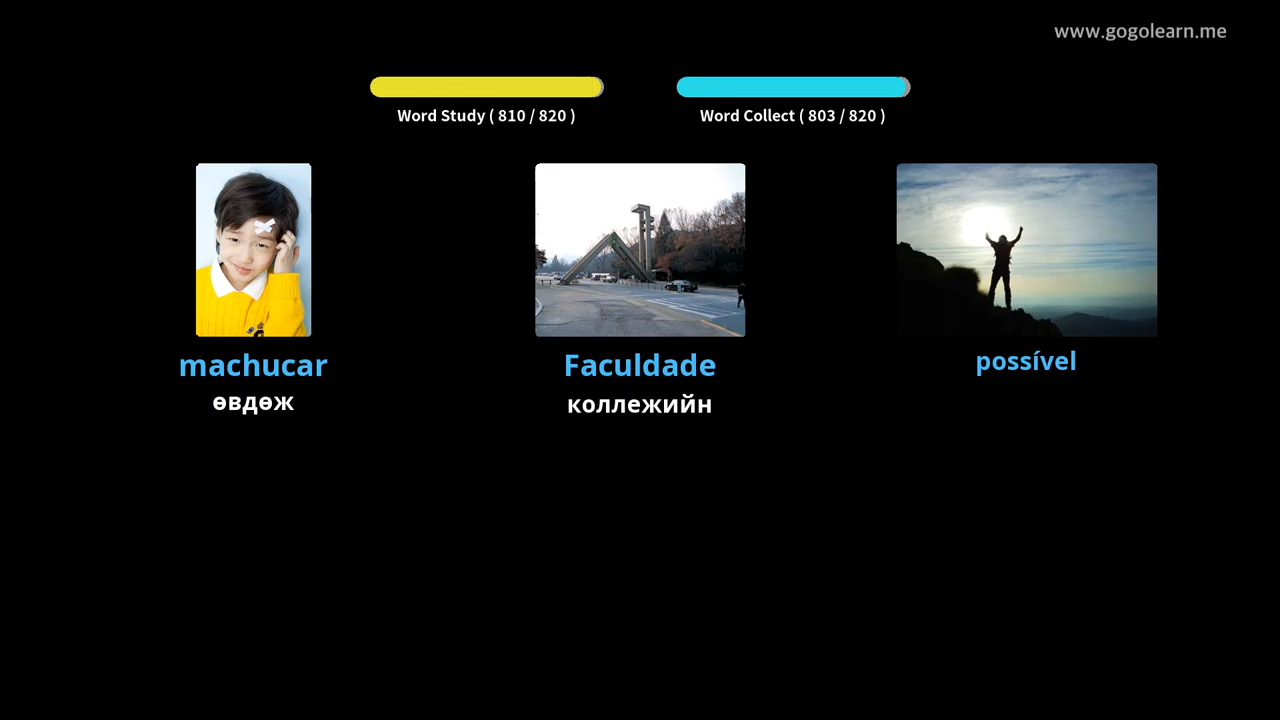 www.gogolearn.me
Word Study ( 810 / 820 )
Word Collect ( 803 / 820 )
machucar
өвдөж
Faculdade
коллежийн
possível